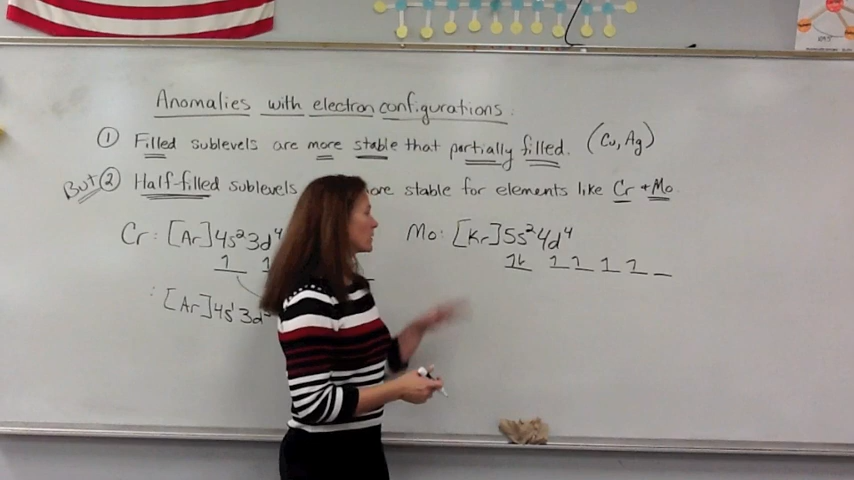 Anomalies with electron configurations:
① Filled sublevels are more stable that partially filled. (Cu, Ag)
But ② Half-filled sublevels more stable for elements like Cr + Mo.
Cr: [Ar]4s²3d⁴ Mo: [Kr]5s²4d⁴
: [Ar]4s¹3d